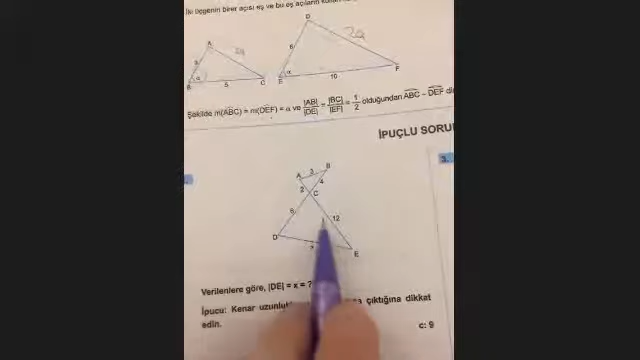 İki üçgenin birer açısı eş ve bu eş açıların
D
A
2a
2a
6
α
B
5
C
α
E
10
F
Şekilde m(ABC) = m(DEF) = α ve |AB| / |DE| = |BC| / |EF| = 1/2 olduğundan ABC ~ DEF
İPUÇLU SORU
3.
A
3
B
2
4
C
6
12
D
?
E
Verilenlere göre, |DE| = x = ?
İpucu: Kenar
çıktığına dikkat
edin.
c: 9